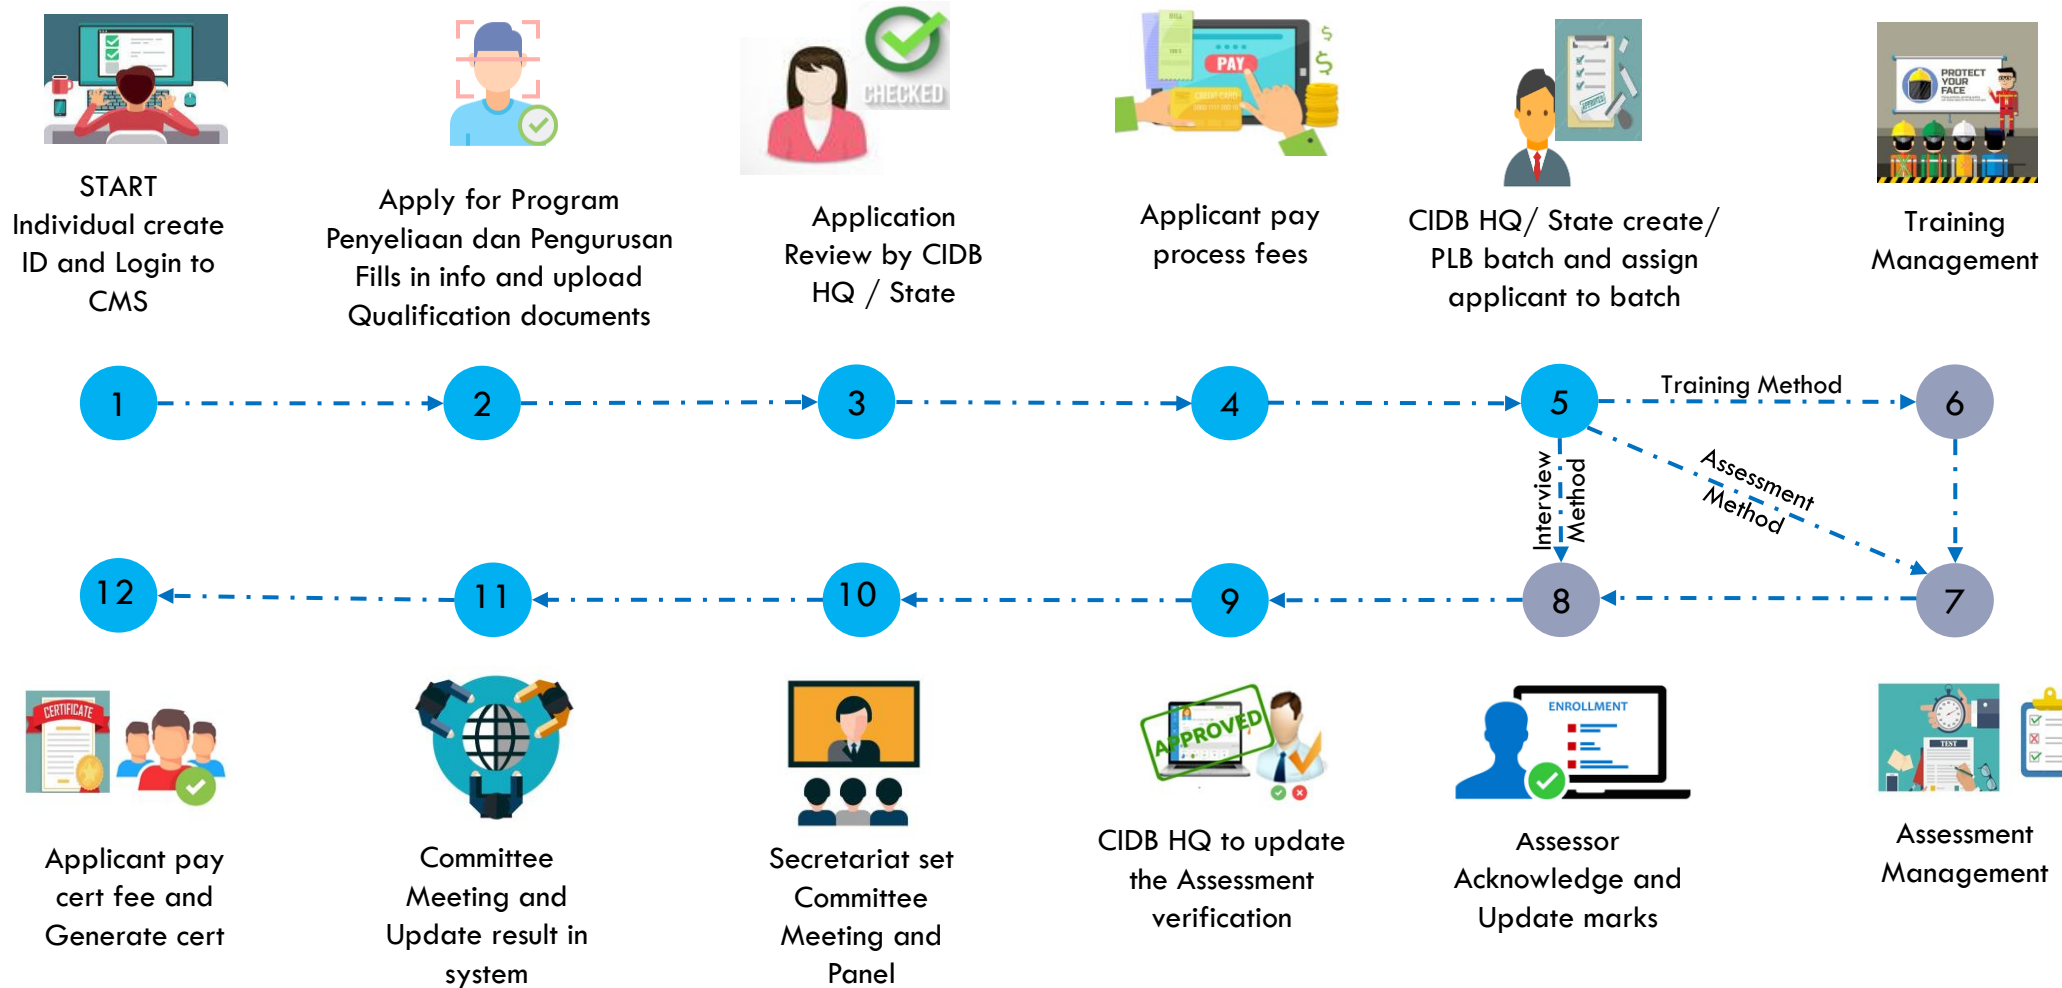 CHECKED
BILL
PAY
CREDIT CARD
APPROVED
PROTECT
YOUR
FACE
START
Individual create
ID and Login to
CMS
Apply for Program
Penyeliaan dan Pengurusan
Fills in info and upload
Qualification documents
Application
Review by CIDB
HQ / State
Applicant pay
process fees
CIDB HQ/ State create/
PLB batch and assign
applicant to batch
Training
Management
1
2
3
4
5
Training Method
6
Interview
Method
Assessment
Method
12
11
10
9
8
7
CERTIFICATE
APPROVED
ENROLLMENT
TEST
Applicant pay
cert fee and
Generate cert
Committee
Meeting and
Update result in
system
Secretariat set
Committee
Meeting and
Panel
CIDB HQ to update
the Assessment
verification
Assessor
Acknowledge and
Update marks
Assessment
Management